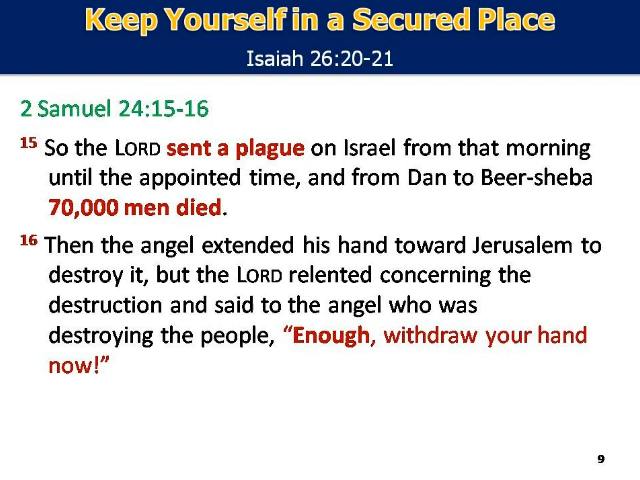 Keep Yourself in a Secured Place
Isaiah 26:20-21
2 Samuel 24:15-16
15 So the LORD sent a plague on Israel from that morning
until the appointed time, and from Dan to Beer-sheba
70,000 men died.
16 Then the angel extended his hand toward Jerusalem to
destroy it, but the LORD relented concerning the
destruction and said to the angel who was
destroying the people, “Enough, withdraw your hand
now!”
9